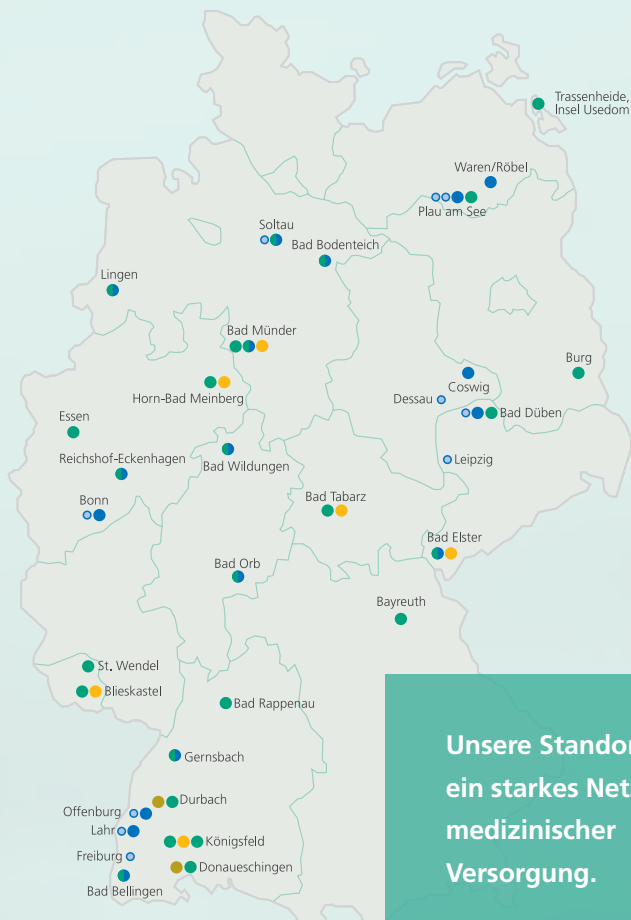 Trassenheide,
Insel Usedom
Waren/Röbel
Plau am See
Soltau
Bad Bodenteich
Lingen
Bad Münder
Burg
Coswig
Horn-Bad Meinberg
Dessau
Bad Düben
Essen
Reichshof-Eckenhagen
Bad Wildungen
Leipzig
Bonn
Bad Tabarz
Bad Elster
Bad Orb
Bayreuth
St. Wendel
Blieskastel
Bad Rappenau
Gernsbach
Durbach
Offenburg
Lahr
Königsfeld
Freiburg
Donaueschingen
Bad Bellingen
Unsere
ein starkes
medizinischer
Versorgung.